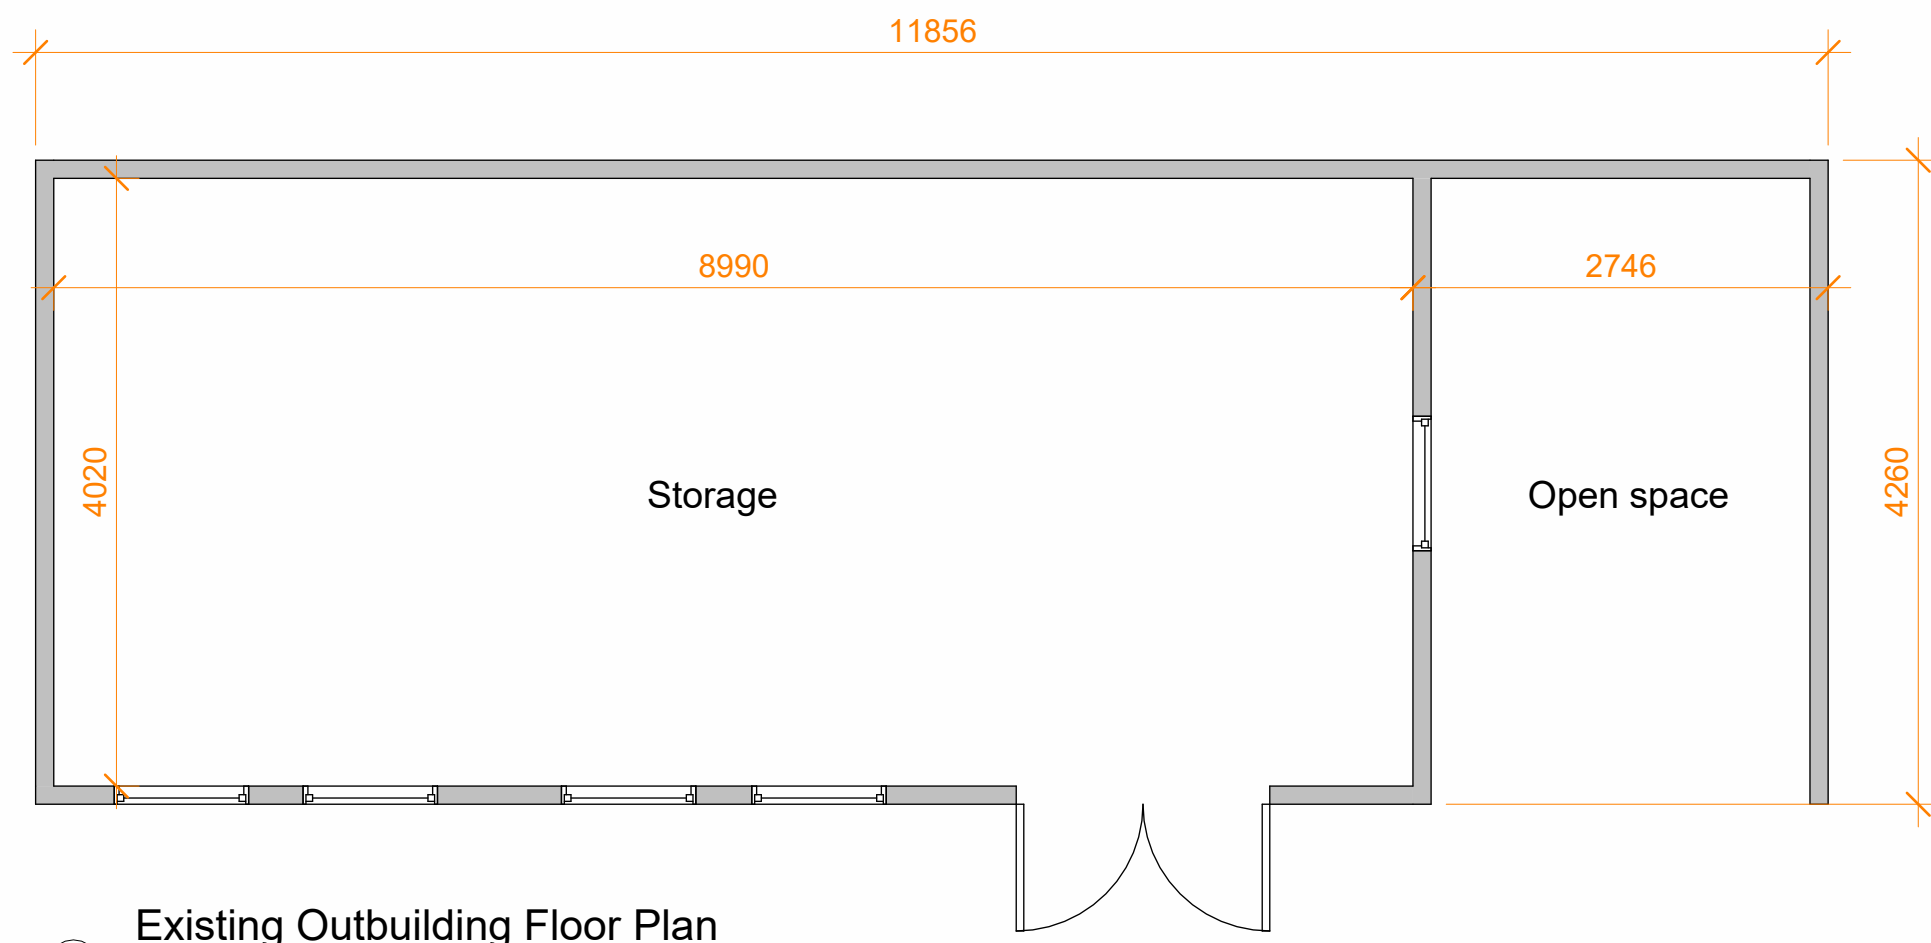 11856
8990
2746
4020
4260
Storage
Open space
Existing Outbuilding Floor Plan